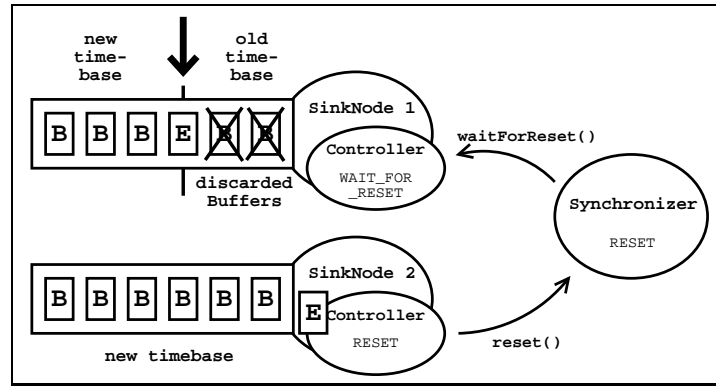 new
time-
base
old
time-
base
B B B E B B
SinkNode 1
Controller
WAIT_FOR
_RESET
discarded
Buffers
waitForReset()
Synchronizer
RESET
B B B B B B
SinkNode 2
E
Controller
RESET
new timebase
reset()